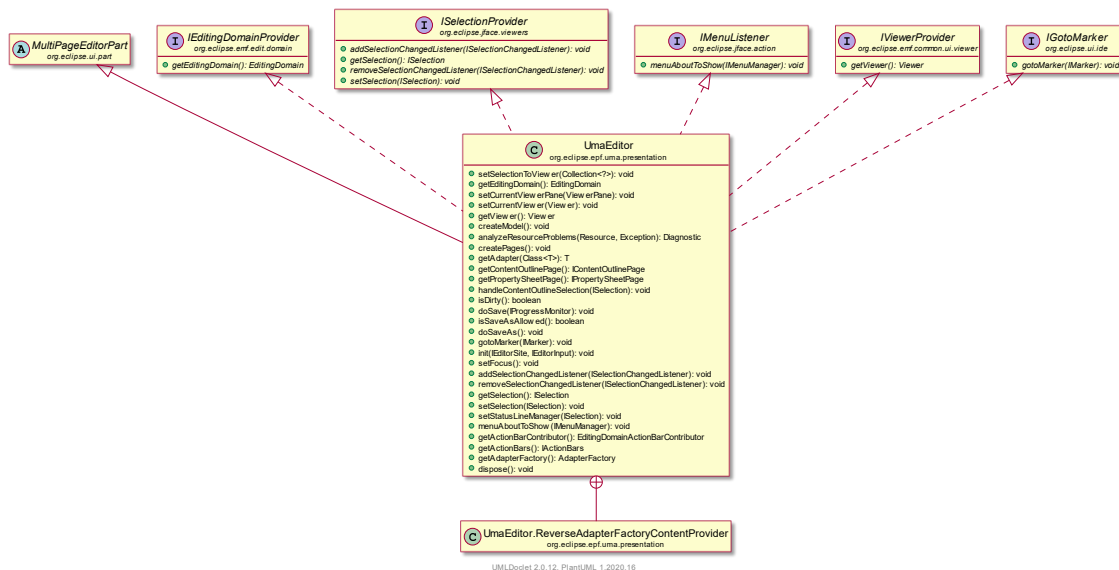 A MultiPageEditorPart
org.eclipse.ui.part
I IEditingDomainProvider
org.eclipse.emf.edit.domain
getEditingDomain(): EditingDomain
I ISelectionProvider
org.eclipse.jface.viewers
addSelectionChangedListener(ISelectionChangedListener): void
getSelection(): ISelection
removeSelectionChangedListener(ISelectionChangedListener): void
setSelection(ISelection): void
I IMenuListener
org.eclipse.jface.action
menuAboutToShow(IMenuManager): void
I IViewerProvider
org.eclipse.emf.common.ui.viewer
getViewer(): Viewer
I IGotoMarker
org.eclipse.ui.ide
gotoMarker(IMarker): void
C UmaEditor
org.eclipse.epf.uma.presentation
setSelectionToViewer(Collection<?>): void
getEditingDomain(): EditingDomain
setCurrentViewerPane(ViewerPane): void
setCurrentViewer(Viewer): void
getViewer(): Viewer
createModel(): void
analyzeResourceProblems(Resource, Exception): Diagnostic
createPages(): void
getAdapter(Class<T>): T
getContentOutlinePage(): IContentOutlinePage
getPropertySheetPage(): IPropertySheetPage
handleContentOutlineSelection(ISelection): void
isDirty(): boolean
doSave(IProgressMonitor): void
isSaveAsAllowed(): boolean
doSaveAs(): void
gotoMarker(IMarker): void
init(IEditorSite, IEditorInput): void
setFocus(): void
addSelectionChangedListener(ISelectionChangedListener): void
removeSelectionChangedListener(ISelectionChangedListener): void
getSelection(): ISelection
setSelection(ISelection): void
setStatusLineManager(ISelection): void
menuAboutToShow(IMenuManager): void
getActionBarContributor(): EditingDomainActionBarContributor
getActionBars(): IActionBars
getAdapterFactory(): AdapterFactory
dispose(): void
C UmaEditor.ReverseAdapterFactoryContentProvider
org.eclipse.epf.uma.presentation
UMLDoclet 2.0.12, PlantUML 1.2020.16